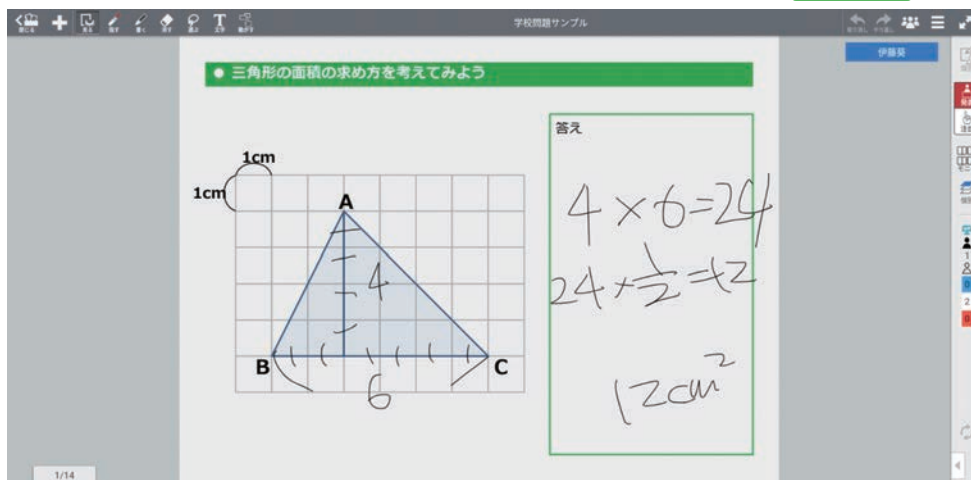 学校問題サンプル
伊藤葵
● 三角形の面積の求め方を考えてみよう
1cm
1cm
A
4
B
C
6
答え
4×6=24
24×1/2=12
12cm²
1/14